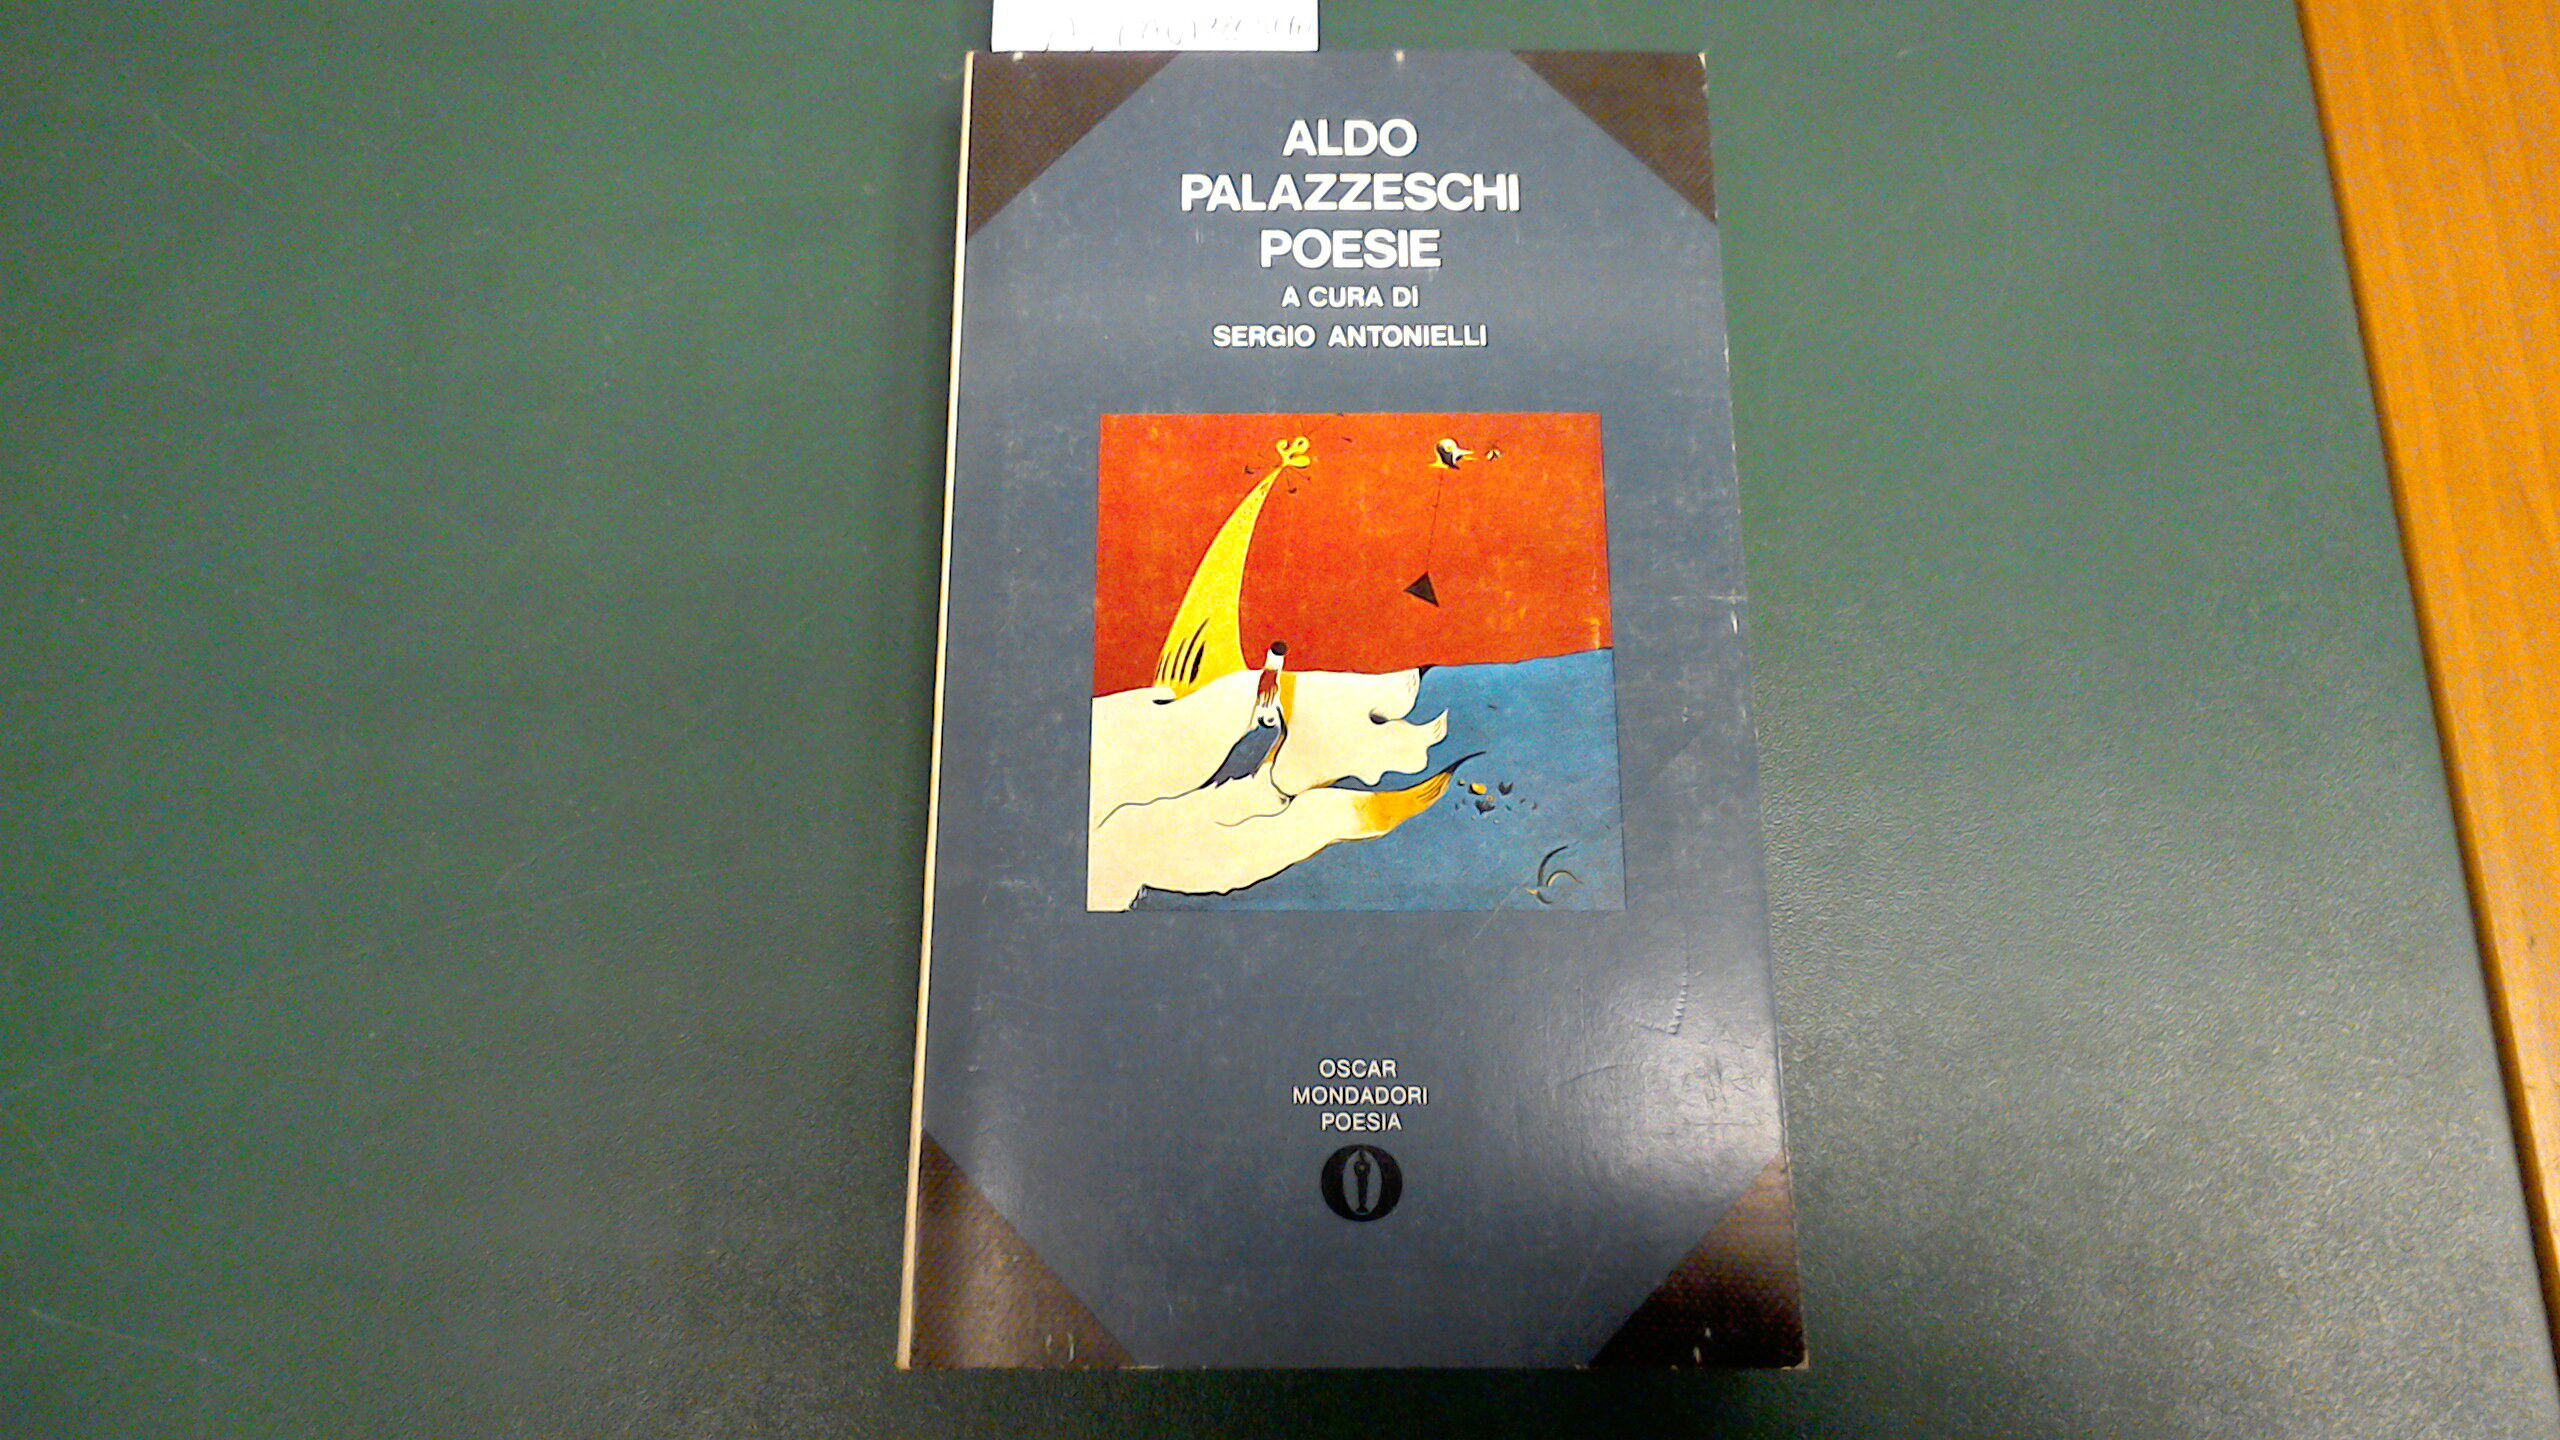 ALDO
PALAZZESCHI
POESIE
A CURA DI
SERGIO ANTONIELLI
OSCAR
MONDADORI
POESIA